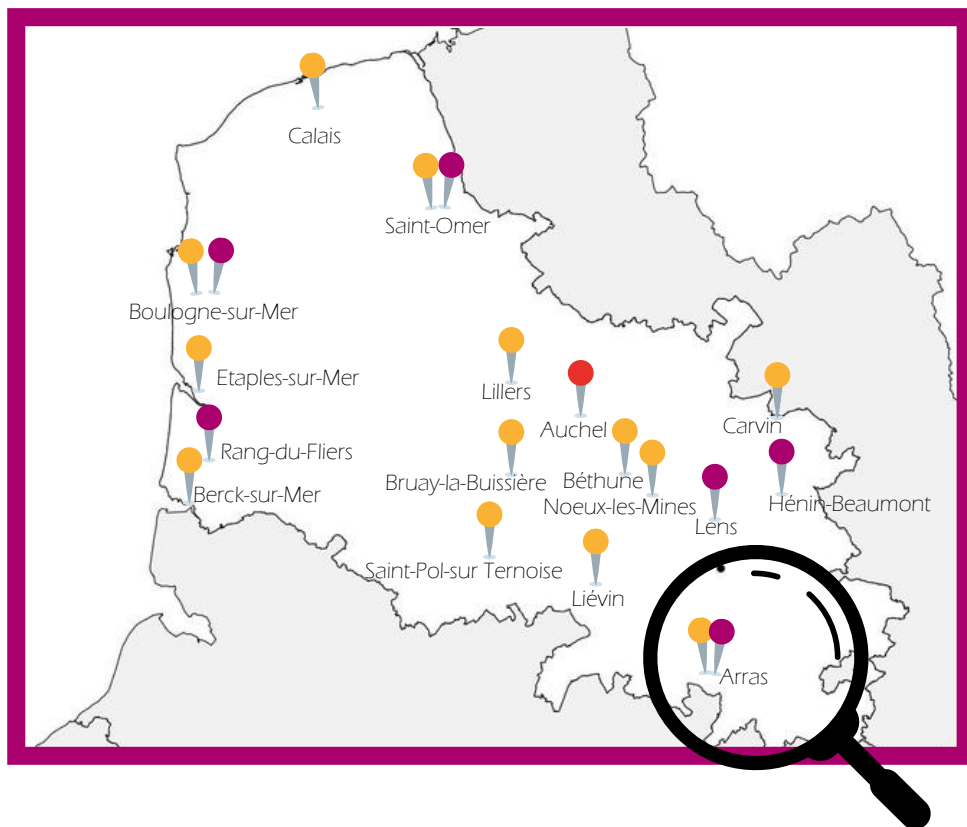 Calais
Saint-Omer
Boulogne-sur-Mer
Etaples-sur-Mer
Lillers
Auchel
Carvin
Rang-du-Fliers
Bruay-la-Buissière
Béthune
Berck-sur-Mer
Noeux-les-Mines
Hénin-Beaumont
Lens
Saint-Pol-sur Ternoise
Liévin
Arras